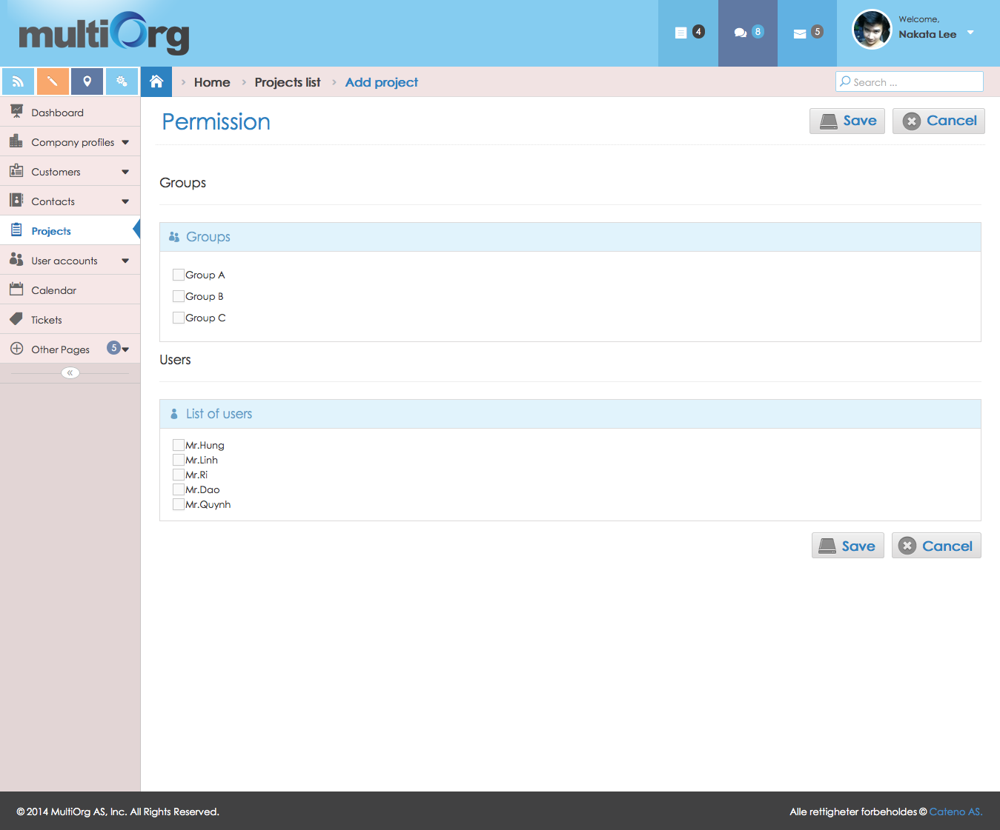 multiOrg
4
8
5
Welcome,
Nakata Lee
Home
Projects list
Add project
Search ...
Dashboard
Company profiles
Customers
Contacts
Projects
User accounts
Calendar
Tickets
Other Pages
5
Permission
Save
Cancel
Groups
Groups
Group A
Group B
Group C
Users
List of users
Mr.Hung
Mr.Linh
Mr.Ri
Mr.Dao
Mr.Quynh
Save
Cancel
© 2014 MultiOrg AS, Inc. All Rights Reserved.
Alle rettigheter forbeholdes © Cateno AS.